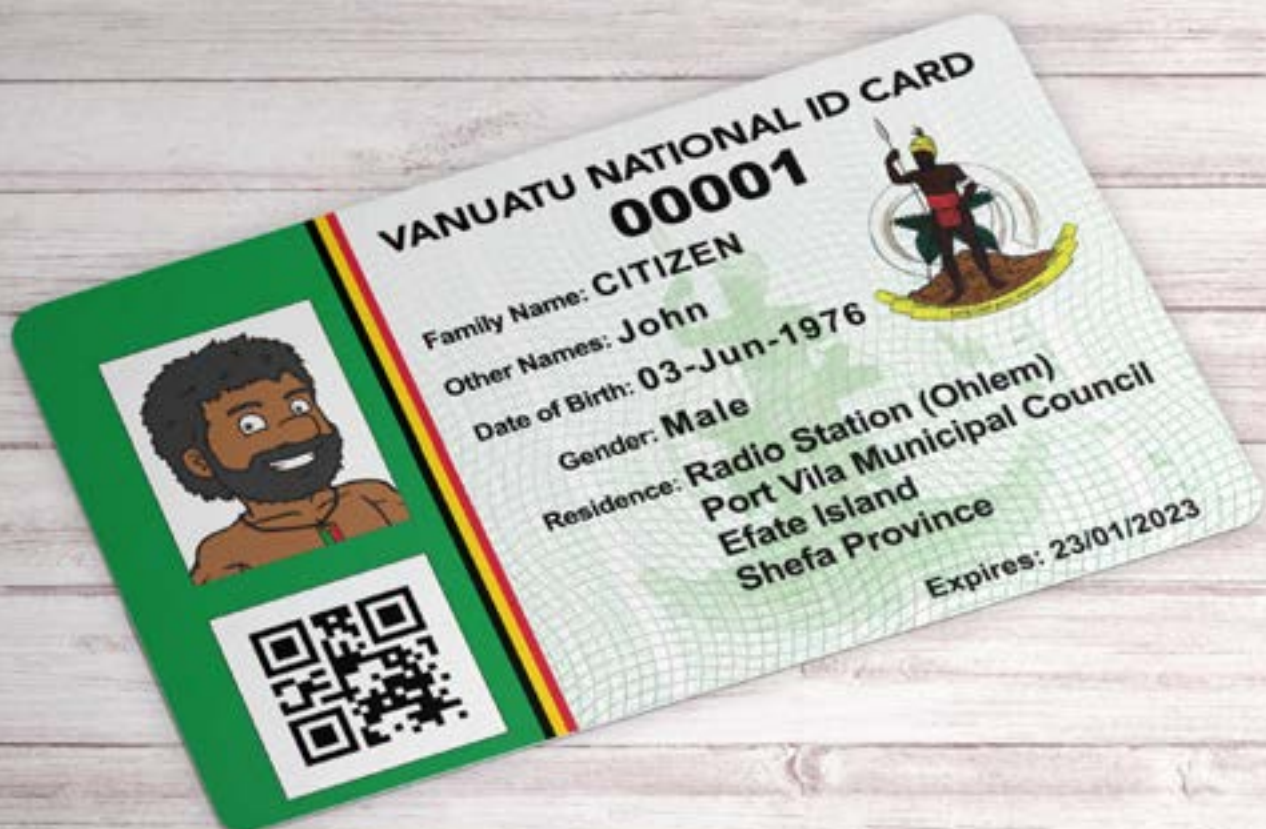 VANUATU NATIONAL ID CARD
00001
Family Name: CITIZEN
Other Names: John
Date of Birth: 03-Jun-1976
Gender: Male
Residence: Radio Station (Ohlem)
Port Vila Municipal Council
Efate Island
Shefa Province
Expires: 23/01/2023